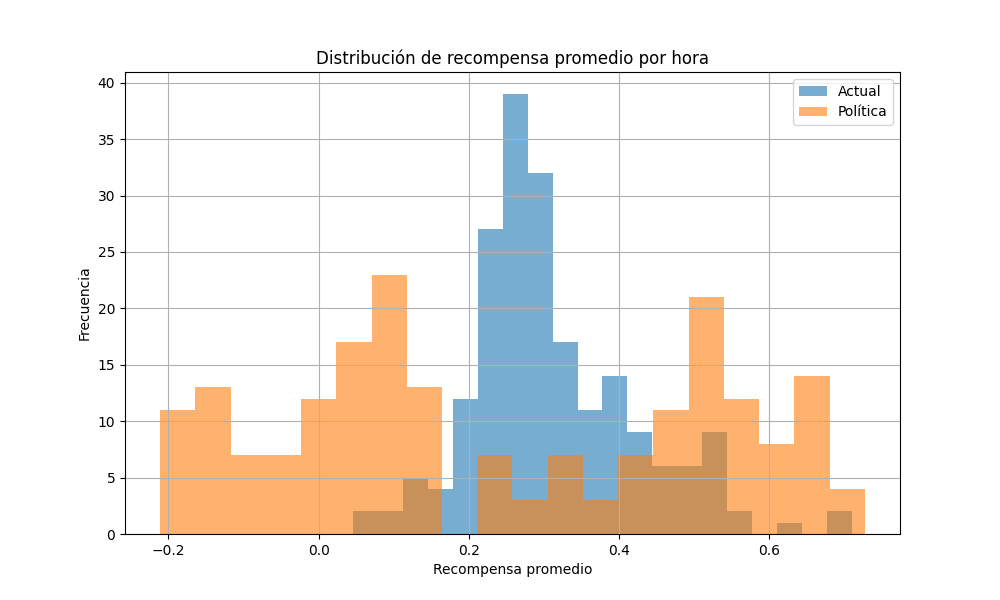 Distribución de recompensa promedio por hora
Actual
Política
Frecuencia
40
35
30
25
20
15
10
5
0
−0.2
0.0
0.2
0.4
0.6
Recompensa promedio